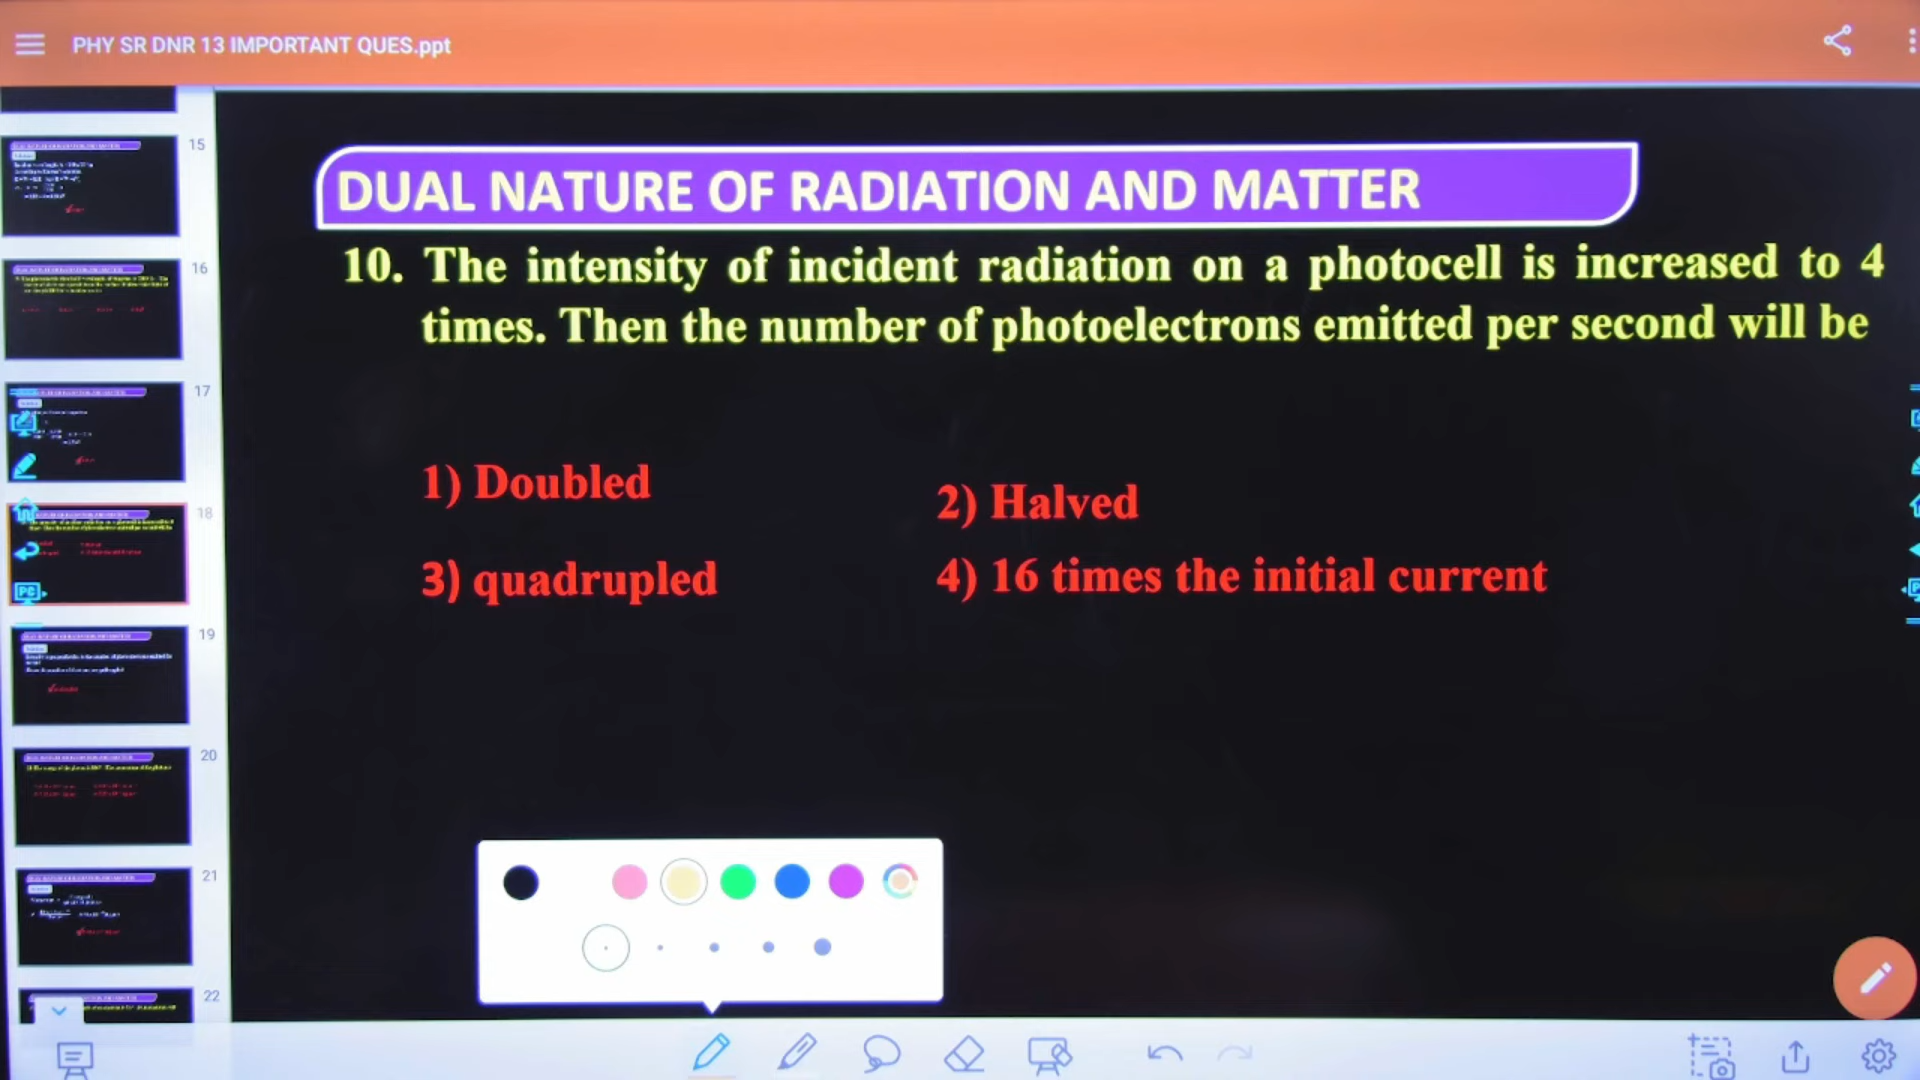 PHY SR DNR 13 IMPORTANT QUES.ppt
15
16
17
18
19
20
21
22
DUAL NATURE OF RADIATION AND MATTER
10. The intensity of incident radiation on a photocell is increased to 4
times. Then the number of photoelectrons emitted per second will be
1) Doubled
2) Halved
3) quadrupled
4) 16 times the initial current
PC